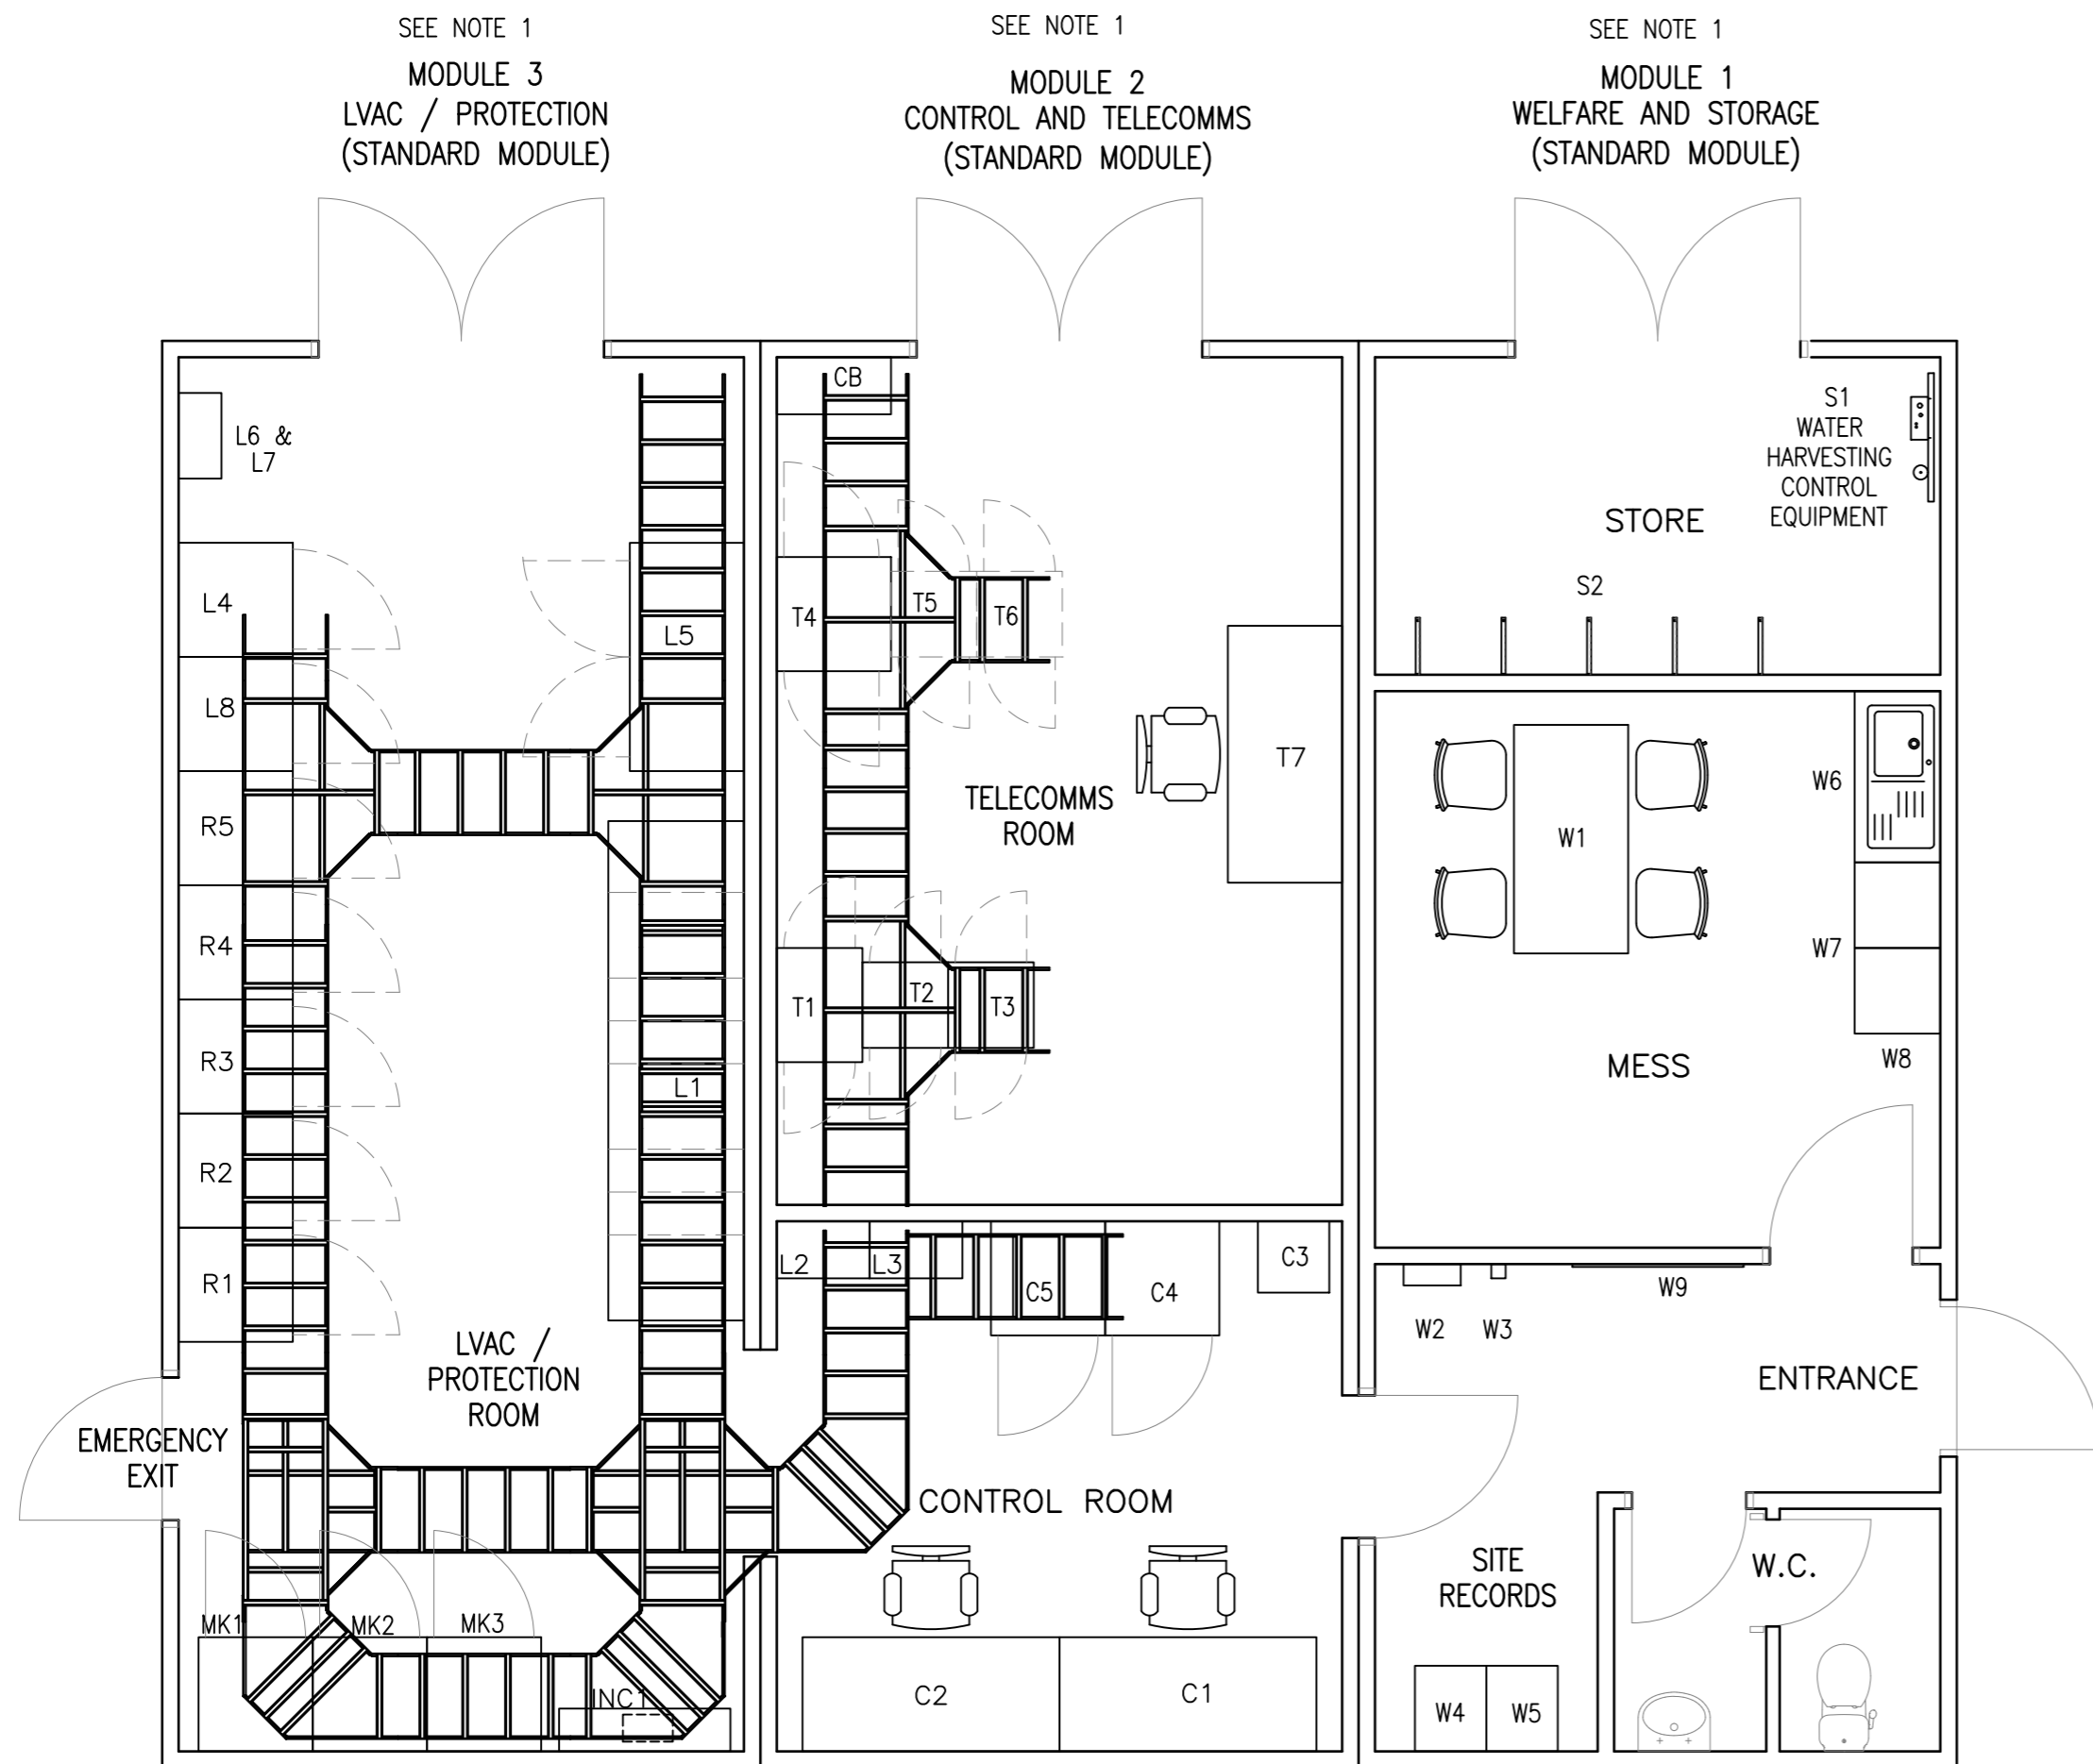 SEE NOTE 1
MODULE 3
LVAC / PROTECTION
(STANDARD MODULE)
SEE NOTE 1
MODULE 2
CONTROL AND TELECOMMS
(STANDARD MODULE)
SEE NOTE 1
MODULE 1
WELFARE AND STORAGE
(STANDARD MODULE)
L6 &
L7
L4
L8
R5
R4
R3
R2
R1
L5
L1
LVAC /
PROTECTION
ROOM
EMERGENCY
EXIT
MK1
MK2
MK3
INC1
CB
T4
T5
T6
T7
TELECOMMS
ROOM
T1
T2
T3
L2
L3
C5
C4
C3
CONTROL ROOM
C2
C1
S1
WATER
HARVESTING
CONTROL
EQUIPMENT
STORE
S2
W1
W6
W7
W8
MESS
W2
W3
W9
ENTRANCE
SITE
RECORDS
W.C.
W4
W5